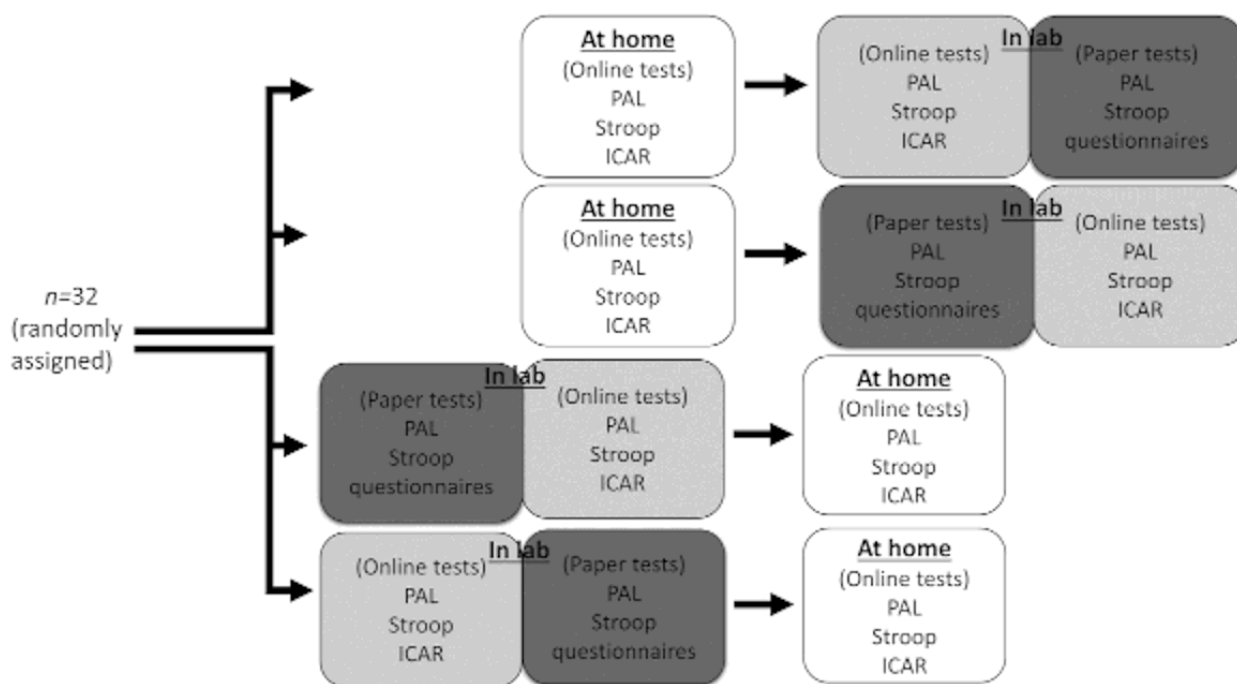 n=32
(randomly
assigned)
At home
(Online tests)
PAL
Stroop
ICAR
In lab
(Online tests)
PAL
Stroop
ICAR
(Paper tests)
PAL
Stroop
questionnaires
At home
(Online tests)
PAL
Stroop
ICAR
In lab
(Paper tests)
PAL
Stroop
questionnaires
(Online tests)
PAL
Stroop
ICAR
In lab
(Paper tests)
PAL
Stroop
questionnaires
(Online tests)
PAL
Stroop
ICAR
At home
(Online tests)
PAL
Stroop
ICAR
In lab
(Online tests)
PAL
Stroop
ICAR
(Paper tests)
PAL
Stroop
questionnaires
At home
(Online tests)
PAL
Stroop
ICAR